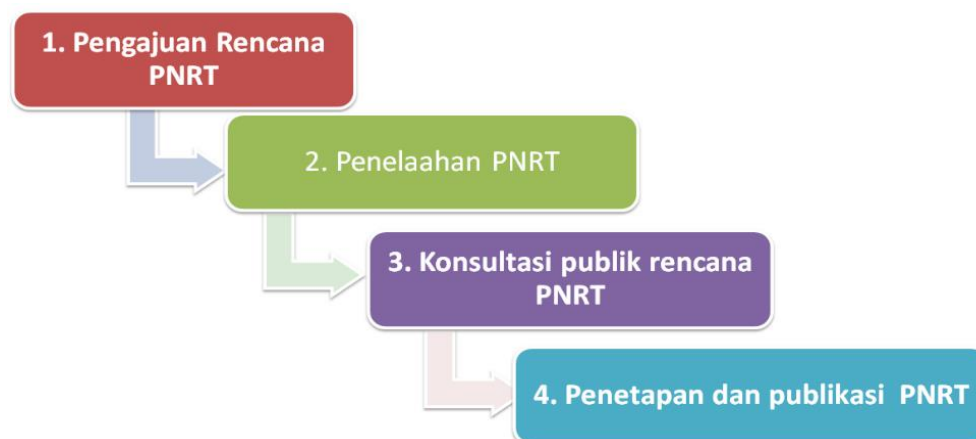 1. Pengajuan Rencana
PNRT
2. Penelaahan PNRT
3. Konsultasi publik rencana
PNRT
4. Penetapan dan publikasi PNRT